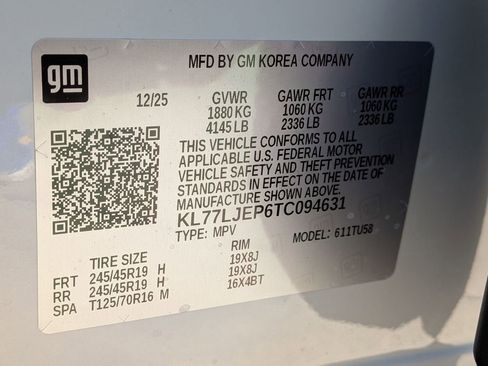 gm
MFD BY GM KOREA COMPANY
12/25 GVWR GAWR FRT GAWR RR
1880 KG 1060 KG 1060 KG
4145 LB 2336 LB 2336 LB
THIS VEHICLE CONFORMS TO ALL
APPLICABLE U.S. FEDERAL MOTOR
VEHICLE SAFETY AND THEFT PREVENTION
STANDARDS IN EFFECT ON THE DATE OF
MANUFACTURE SHOWN ABOVE.
KL77LJEP6TC094631
TYPE: MPV MODEL: 611TU58
TIRE SIZE RIM
FRT 245/45R19 H 19X8J
RR 245/45R19 H 19X8J
SPA T125/70R16 M 16X4BT